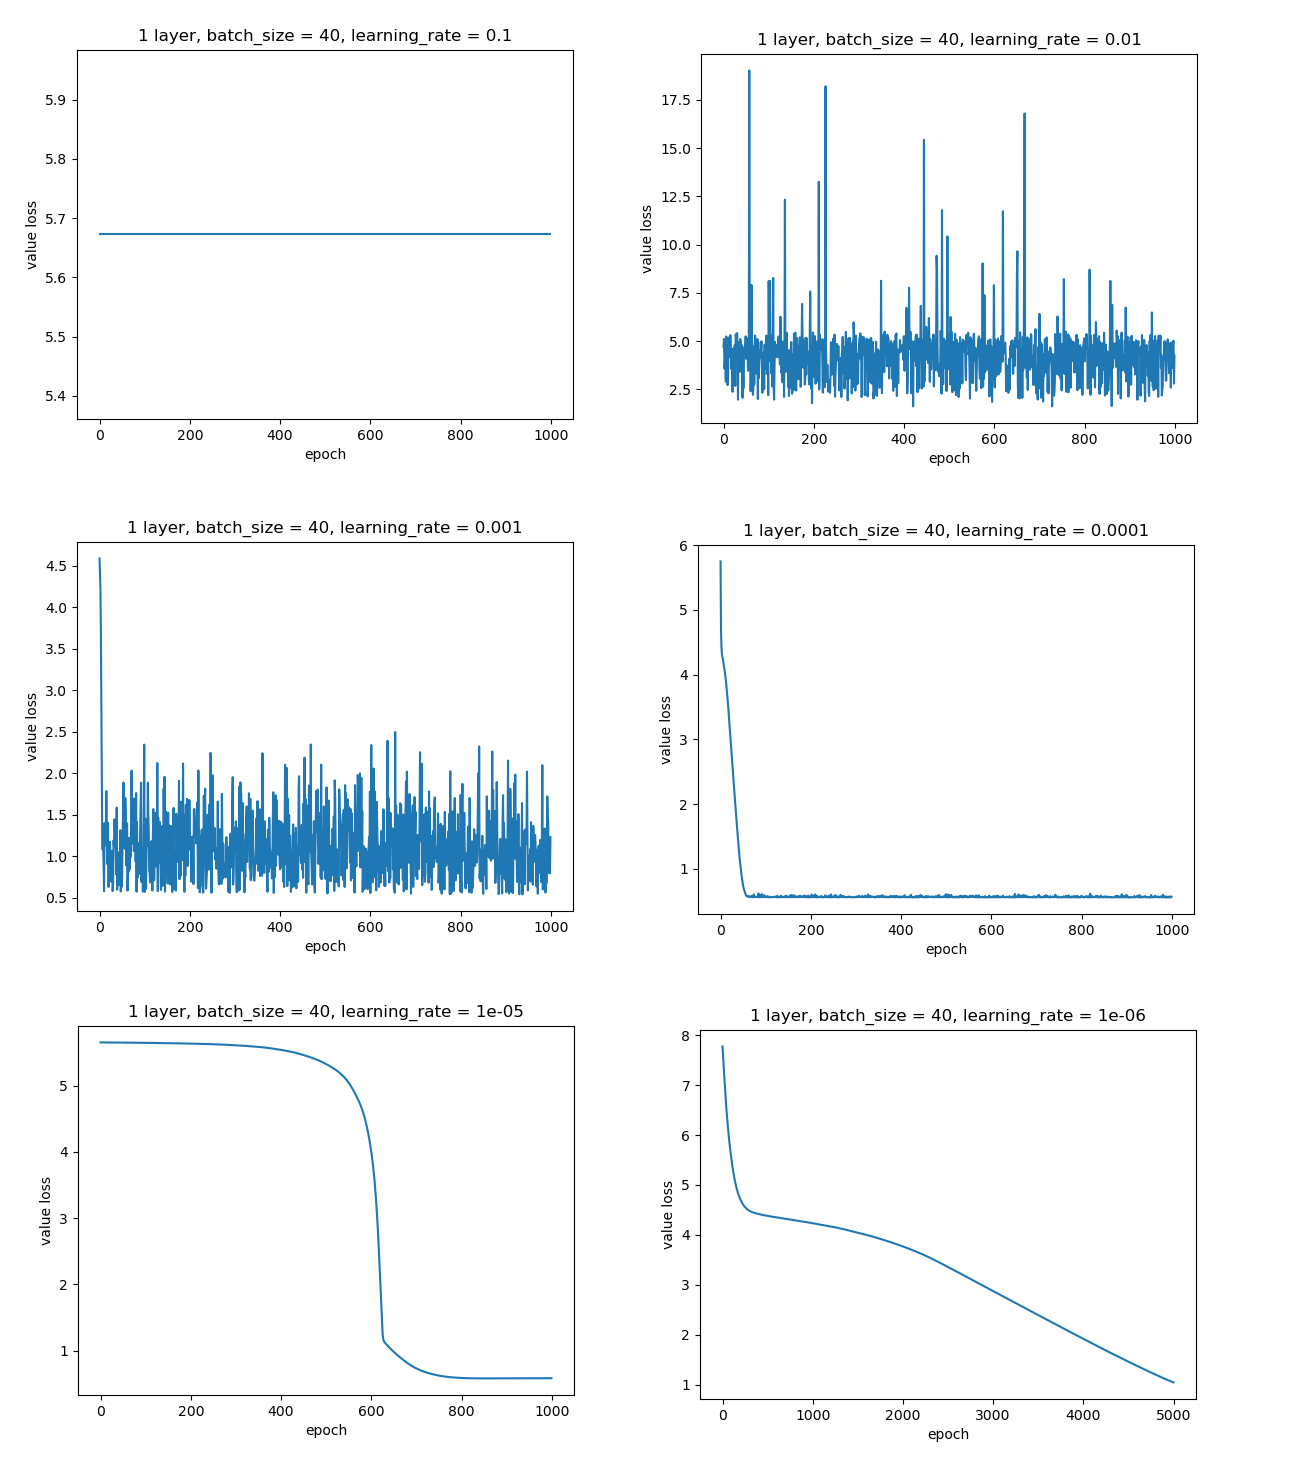 1 layer, batch_size = 40, learning_rate = 0.1
5.9
5.8
5.7
5.6
5.5
5.4
value loss
0 200 400 600 800 1000
epoch
1 layer, batch_size = 40, learning_rate = 0.01
17.5
15.0
12.5
10.0
7.5
5.0
2.5
value loss
0 200 400 600 800 1000
epoch
1 layer, batch_size = 40, learning_rate = 0.001
4.5
4.0
3.5
3.0
2.5
2.0
1.5
1.0
0.5
value loss
0 200 400 600 800 1000
epoch
1 layer, batch_size = 40, learning_rate = 0.0001
6
5
4
3
2
1
value loss
0 200 400 600 800 1000
epoch
1 layer, batch_size = 40, learning_rate = 1e-05
5
4
3
2
1
value loss
0 200 400 600 800 1000
epoch
1 layer, batch_size = 40, learning_rate = 1e-06
8
7
6
5
4
3
2
1
value loss
0 1000 2000 3000 4000 5000
epoch